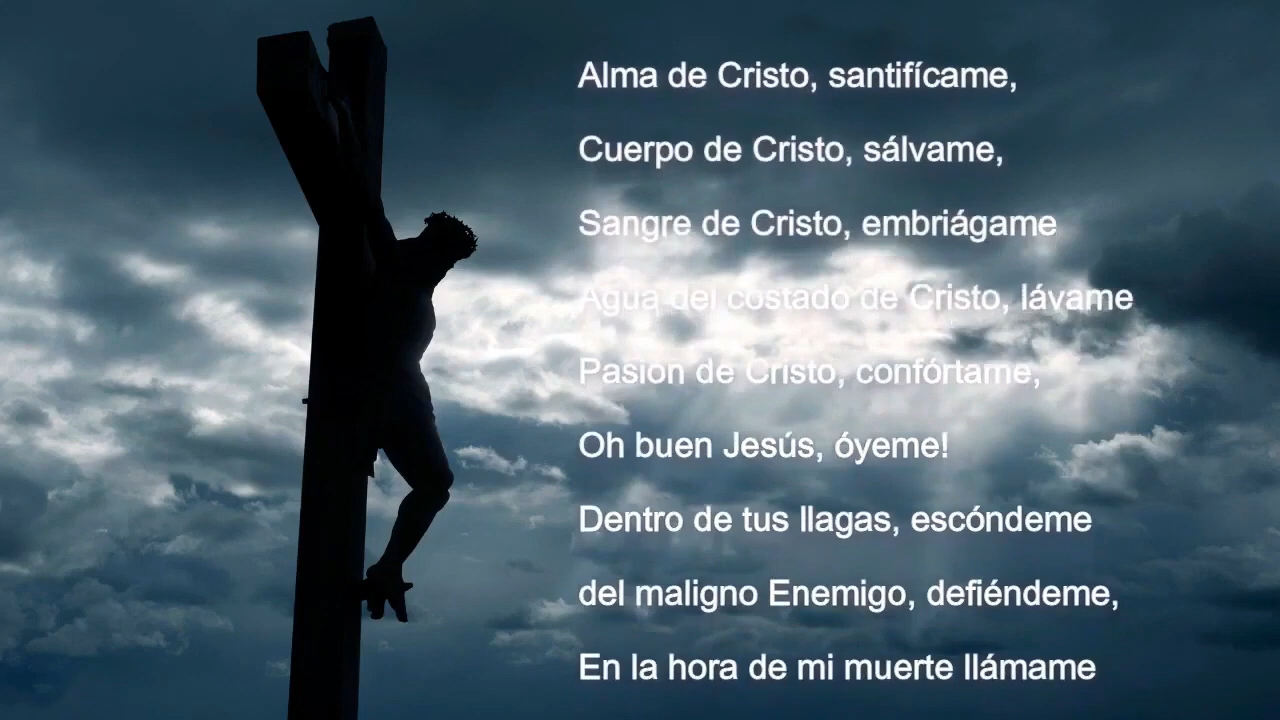 Alma de Cristo, santifícame,
Cuerpo de Cristo, sálvame,
Sangre de Cristo, embriágame
Agua del costado de Cristo, lávame
Pasion de Cristo, confórtame,
Oh buen Jesús, óyeme!
Dentro de tus llagas, escóndeme
del maligno Enemigo, defiéndeme,
En la hora de mi muerte llámame